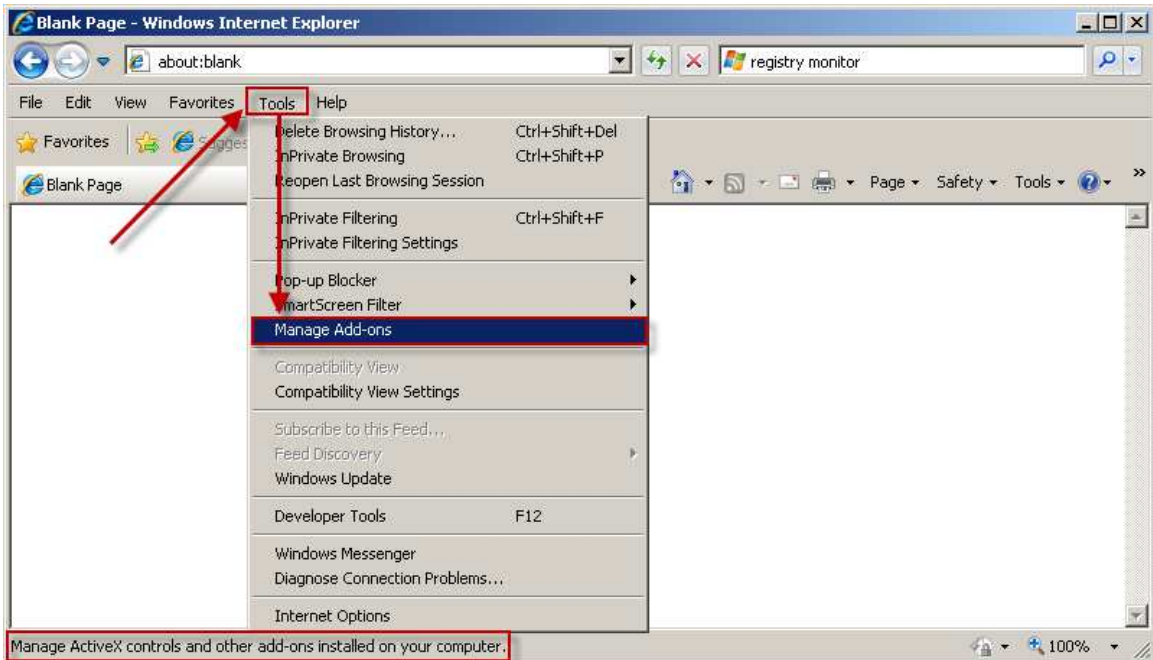 Blank Page - Windows Internet Explorer
about:blank
registry monitor
File Edit View Favorites Tools Help
Favorites
Delete Browsing History... Ctrl+Shift+Del
InPrivate Browsing Ctrl+Shift+P
Reopen Last Browsing Session
Blank Page
Page Safety Tools
InPrivate Filtering Ctrl+Shift+F
InPrivate Filtering Settings
Pop-up Blocker
SmartScreen Filter
Manage Add-ons
Compatibility View
Compatibility View Settings
Subscribe to this Feed...
Feed Discovery
Windows Update
Developer Tools F12
Windows Messenger
Diagnose Connection Problems...
Internet Options
Manage ActiveX controls and other add-ons installed on your computer.
100%